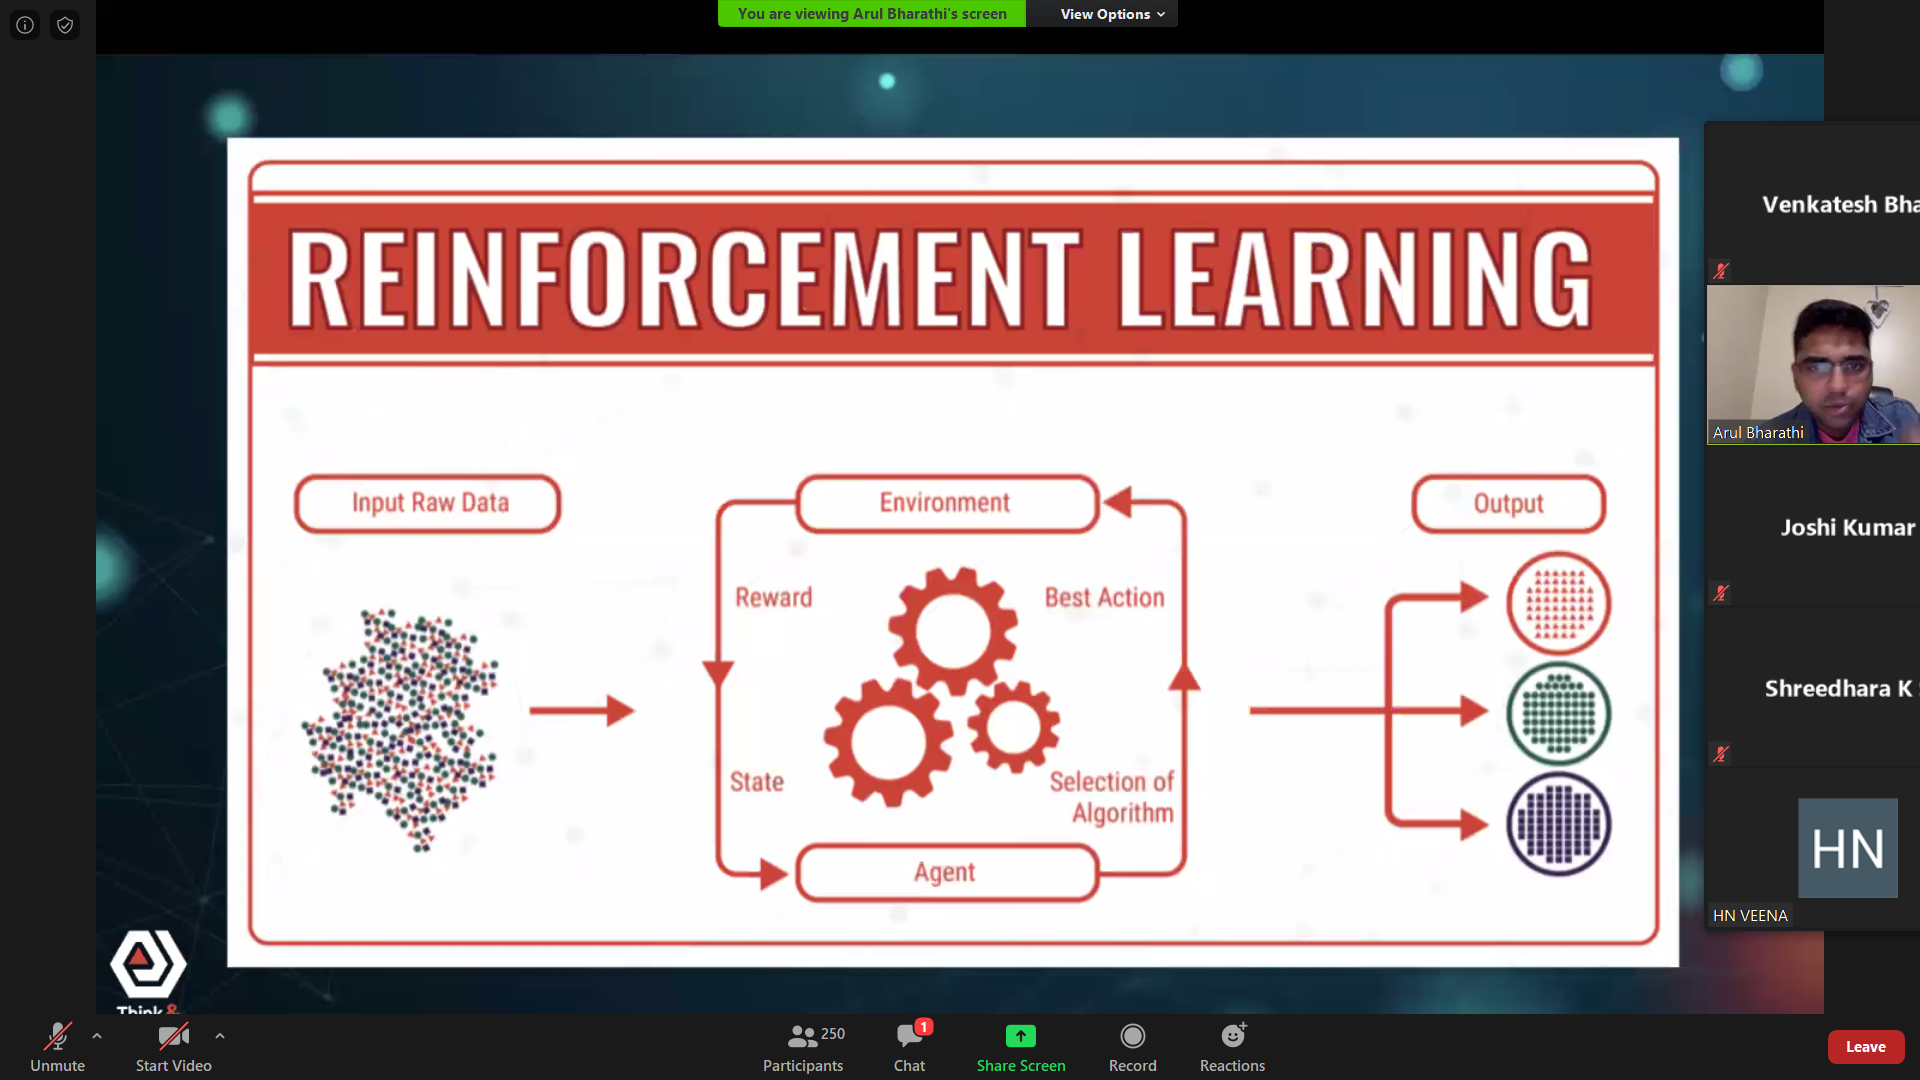 You are viewing Arul Bharathi's screen
View Options
REINFORCEMENT LEARNING
Input Raw Data
Environment
Output
Reward
Best Action
State
Selection of
Algorithm
Agent
Think &
Venkatesh Bha
Arul Bharathi
Joshi Kumar
Shreedhara K
HN
HN VEENA
Unmute
Start Video
250
Participants
1
Chat
Share Screen
Record
Reactions
Leave